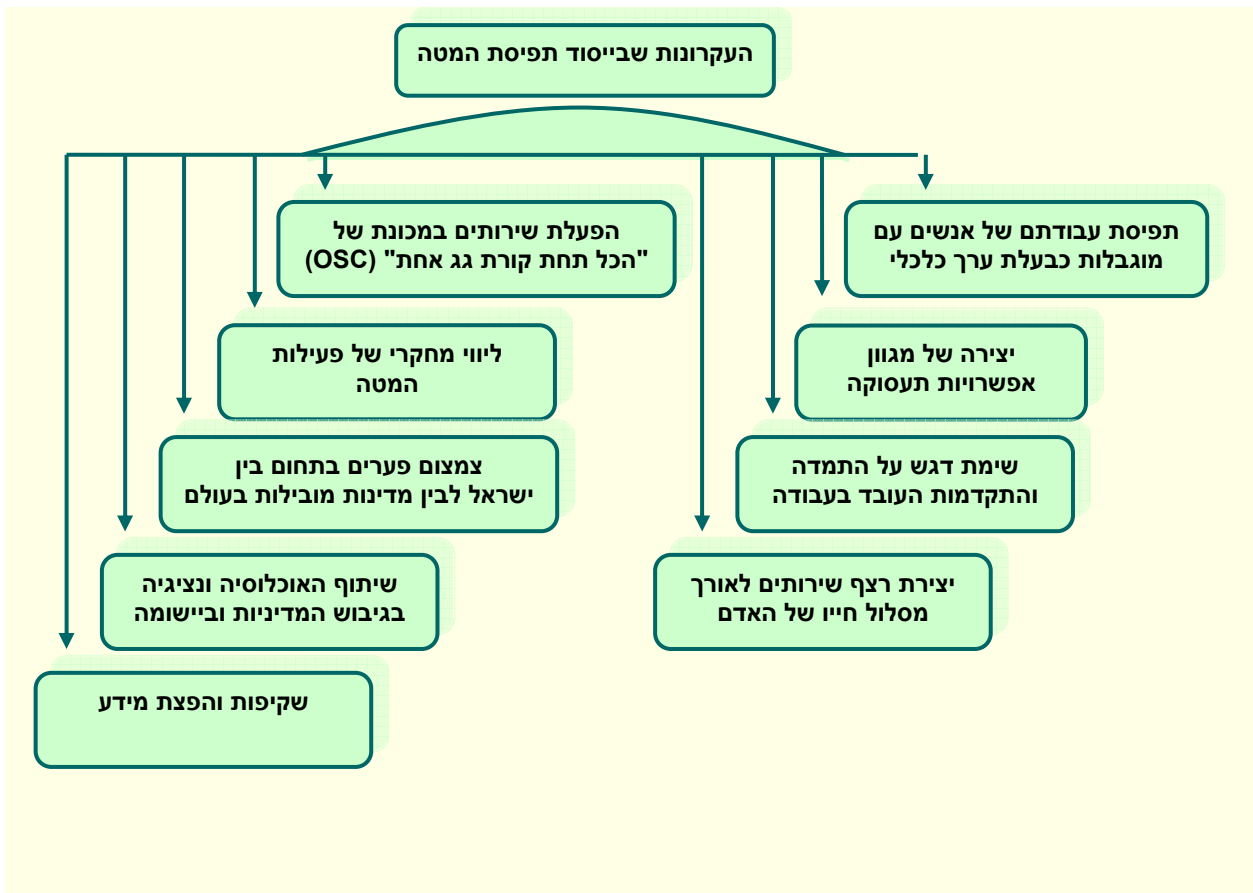 העקרונות שבייסוד תפיסת המטה
תפיסת עבודתם של אנשים עם
מוגבלות כבעלת ערך כלכלי
יצירה של מגוון
אפשרויות תעסוקה
שימת דגש על התמדה
והתקדמות העובד בעבודה
יצירת רצף שירותים לאורך
מסלול חייו של האדם
הפעלת שירותים במכונת של
"הכל תחת קורת גג אחת" (OSC)
ליווי מחקרי של פעילות
המטה
צמצום פערים בתחום בין
ישראל לבין מדינות מובילות בעולם
שיתוף האוכלוסיה ונציגיה
בגיבוש המדיניות וביישומה
שקיפות והפצת מידע